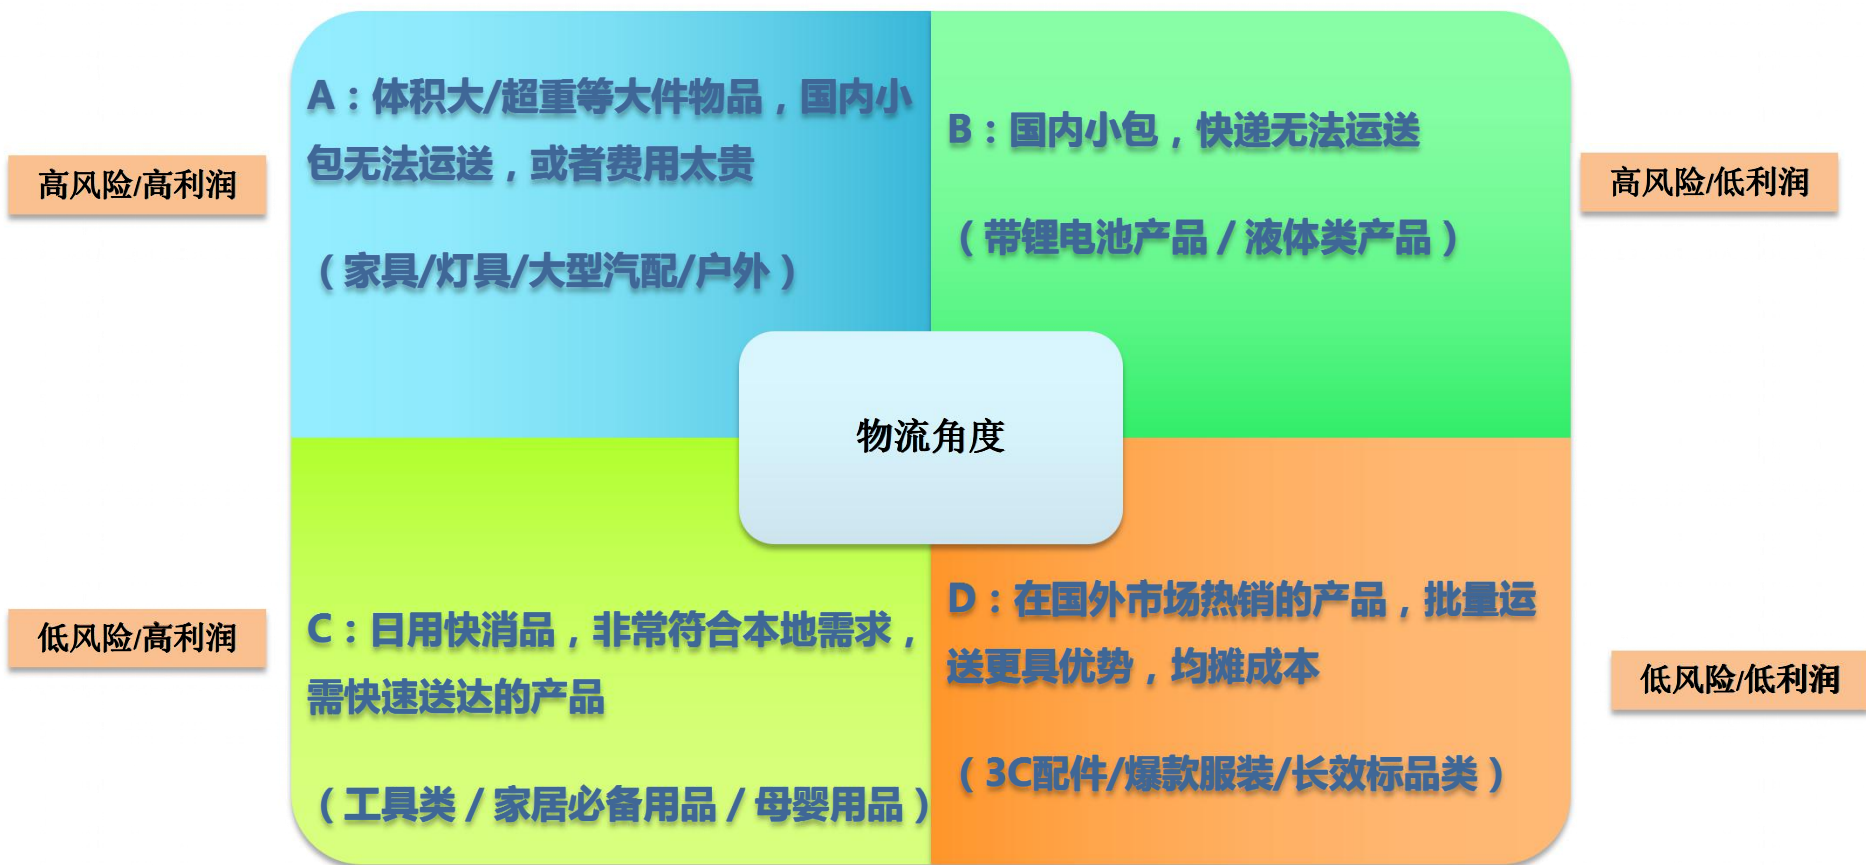 高风险/高利润
A：体积大/超重等大件物品，国内小
包无法运送，或者费用太贵
（家具/灯具/大型汽配/户外）
B：国内小包，快递无法运送
（带锂电池产品 / 液体类产品）
高风险/低利润
物流角度
低风险/高利润
C：日用快消品，非常符合本地需求，
需快速送达的产品
（工具类 / 家居必备用品 / 母婴用品）
D：在国外市场热销的产品，批量运
送更具优势，均摊成本
（3C配件/爆款服装/长效标品类）
低风险/低利润